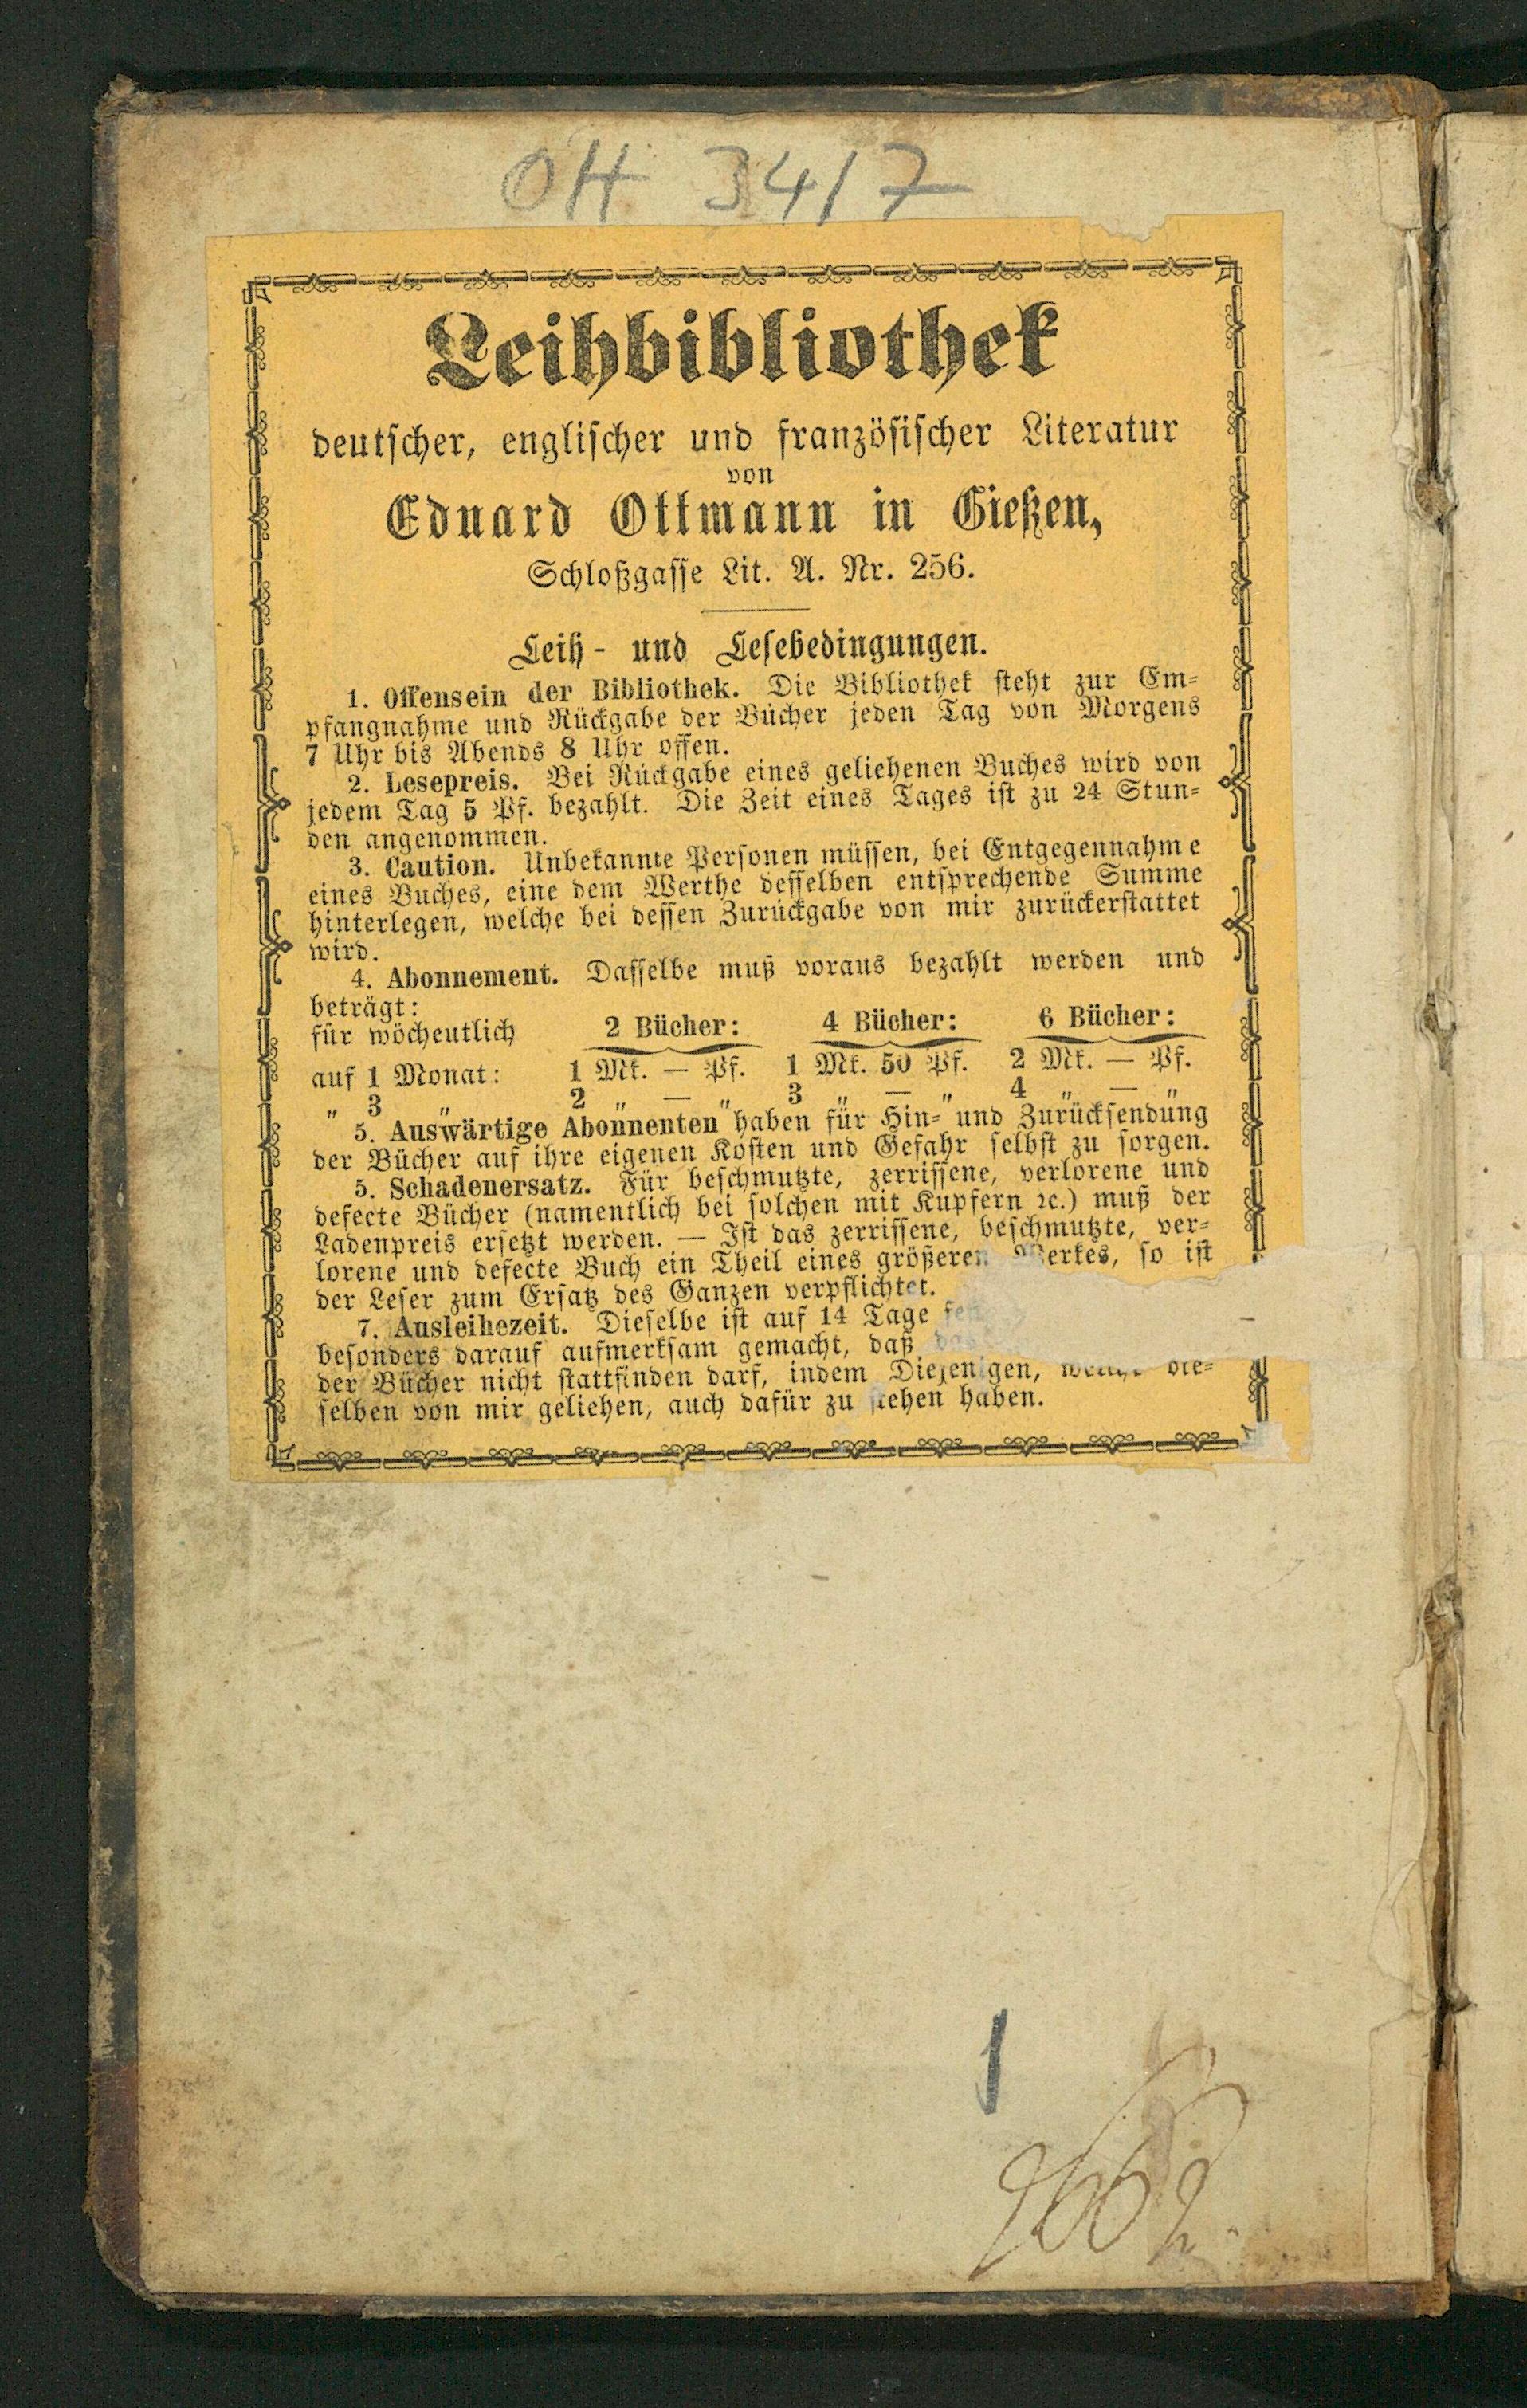 OH 3417
Leihbibliothek
deutscher, englischer und französischer Literatur
von
Eduard Ottmann in Gießen,
Schloßgasse Lit. A. Nr. 256.
Leih- und Lesebedingungen.
1. Offensein der Bibliothek. Die Bibliothek steht zur Em-
pfangnahme und Rückgabe der Bücher jeden Tag von Morgens
7 Uhr bis Abends 8 Uhr offen.
2. Lesepreis. Bei Rückgabe eines geliehenen Buches wird von
jedem Tag 5 Pf. bezahlt. Die Zeit eines Tages ist zu 24 Stun-
den angenommen.
3. Caution. Unbekannte Personen müssen, bei Entgegennahme
eines Buches, eine dem Werthe desselben entsprechende Summe
hinterlegen, welche bei dessen Zurückgabe von mir zurückerstattet
wird.
4. Abonnement. Dasselbe muß voraus bezahlt werden und
beträgt:
für wöchentlich 2 Bücher: 4 Bücher: 6 Bücher:
auf 1 Monat: 1 Mk. — Pf. 1 Mk. 50 Pf. 2 Mk. — Pf.
" 3 " 2 " — " 3 " — " 4 " — "
5. Auswärtige Abonnenten haben für Hin- und Zurücksendung
der Bücher auf ihre eigenen Kosten und Gefahr selbst zu sorgen.
5. Schadenersatz. Für beschmutzte, zerrissene, verlorene und
defecte Bücher (namentlich bei solchen mit Kupfern ꝛc.) muß der
Ladenpreis ersetzt werden. — Ist das zerrissene, beschmutzte, ver-
lorene und defecte Buch ein Theil eines größeren Werkes, so ist
der Leser zum Ersatz des Ganzen verpflichtet.
7. Ausleihezeit. Dieselbe ist auf 14 Tage
besonders darauf aufmerksam gemacht, daß
der Bücher nicht stattfinden darf, indem Diejenigen, welche die-
selben von mir geliehen, auch dafür zu stehen haben.
1